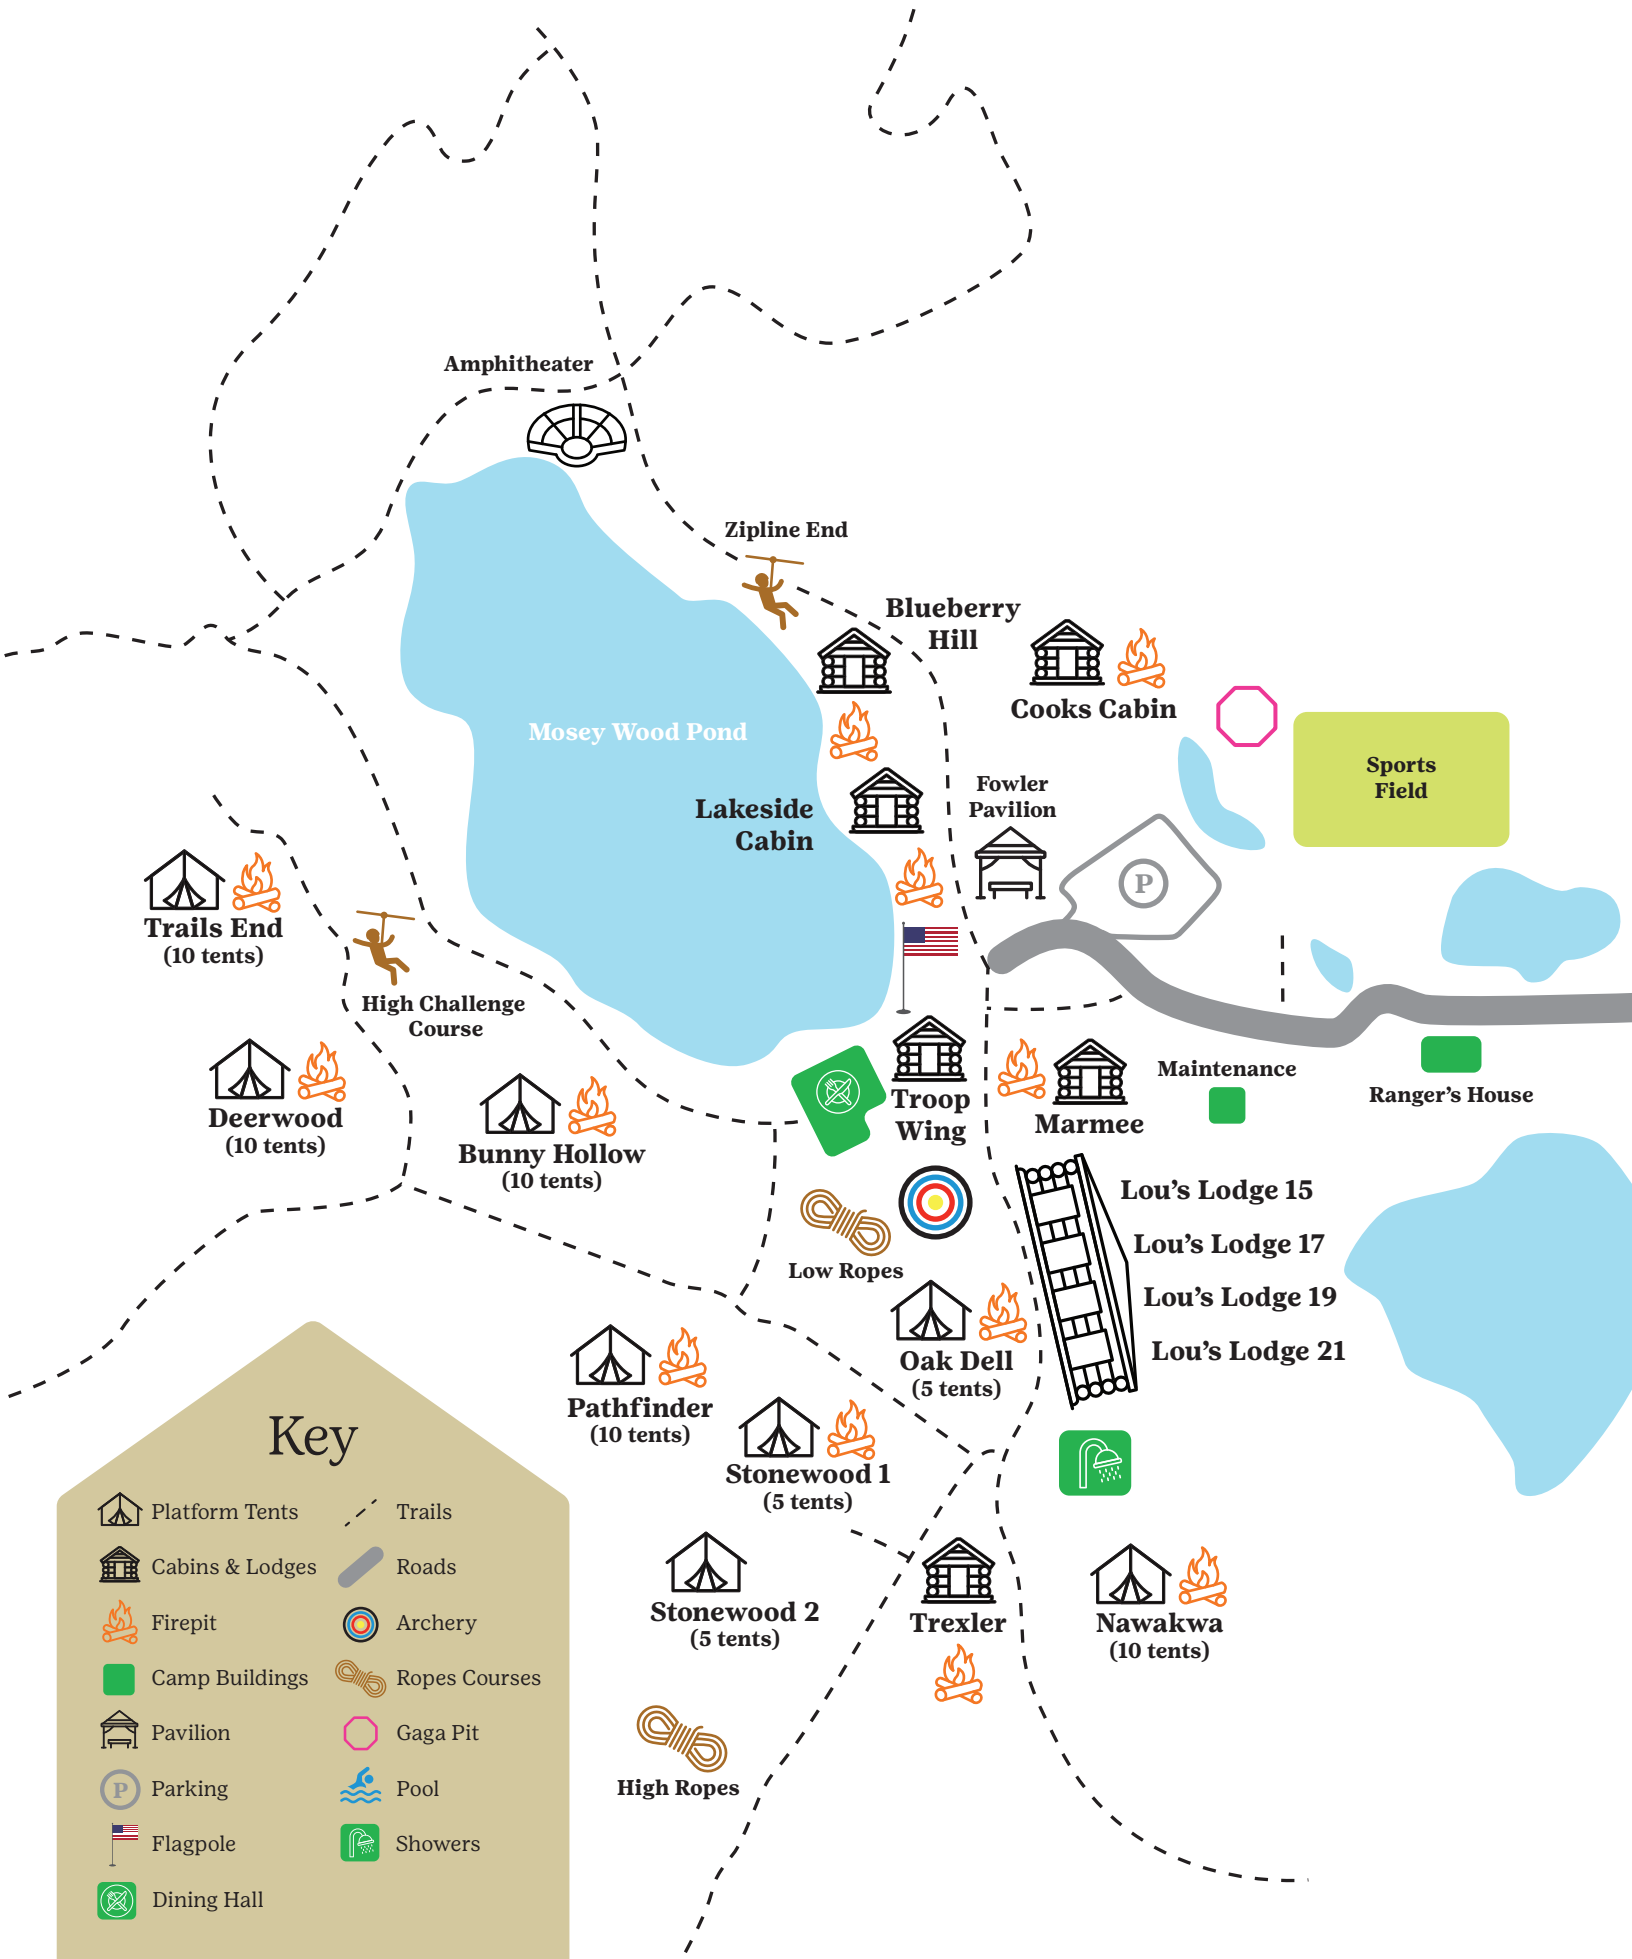 Amphitheater
Zipline End
Blueberry
Hill
Cooks Cabin
Mosey Wood Pond
Sports
Field
Fowler
Pavilion
Lakeside
Cabin
P
Trails End
(10 tents)
High Challenge
Course
Deerwood
(10 tents)
Bunny Hollow
(10 tents)
Troop
Wing
Marmee
Maintenance
Ranger’s House
Lou’s Lodge 15
Lou’s Lodge 17
Lou’s Lodge 19
Lou’s Lodge 21
Low Ropes
Oak Dell
(5 tents)
Pathfinder
(10 tents)
Stonewood 1
(5 tents)
Stonewood 2
(5 tents)
Trexler
Nawakwa
(10 tents)
High Ropes
Key
Platform Tents
Cabins & Lodges
Firepit
Camp Buildings
Pavilion
P Parking
Flagpole
Dining Hall
Trails
Roads
Archery
Ropes Courses
Gaga Pit
Pool
Showers